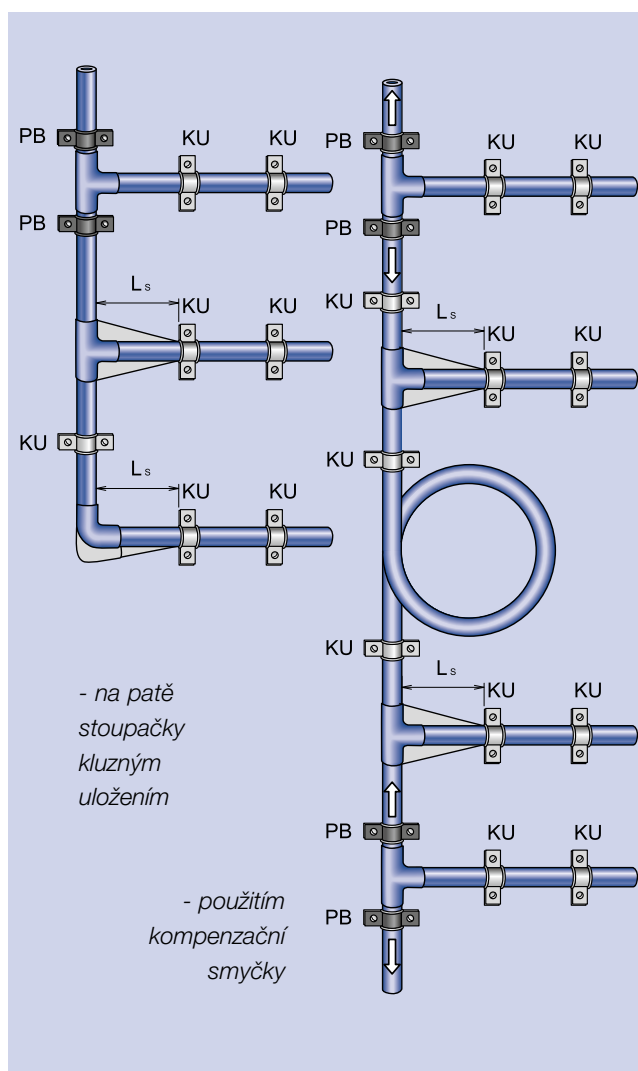 PB
KU
KU
PB
L s
KU
KU
KU
L s
KU
KU
- na patě
stoupačky
kluzným
uložením
PB
KU
KU
PB
KU
L s
KU
KU
KU
KU
L s
KU
KU
PB
KU
KU
PB
- použitím
kompenzační
smyčky